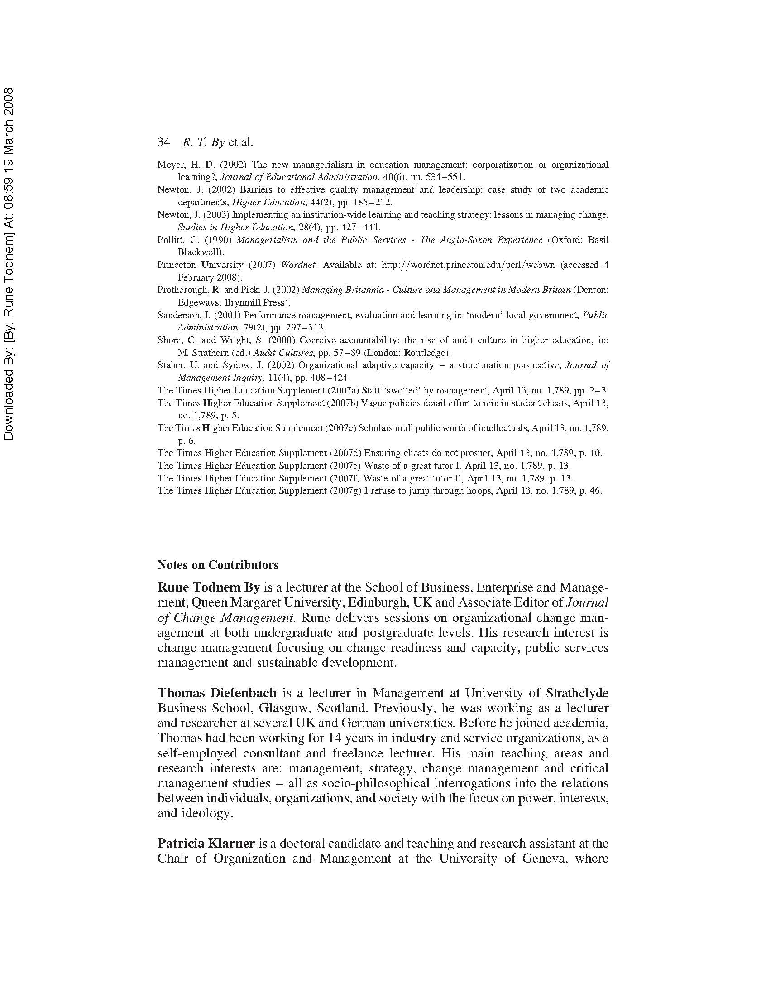 Downloaded By: [By, Rune Todnem] At: 08:59 19 March 2008
34 R. T. By et al.
Meyer, H. D. (2002) The new managerialism in education management: corporatization or organizational
learning?, Journal of Educational Administration, 40(6), pp. 534–551.
Newton, J. (2002) Barriers to effective quality management and leadership: case study of two academic
departments, Higher Education, 44(2), pp. 185–212.
Newton, J. (2003) Implementing an institution-wide learning and teaching strategy: lessons in managing change,
Studies in Higher Education, 28(4), pp. 427–441.
Pollitt, C. (1990) Managerialism and the Public Services - The Anglo-Saxon Experience (Oxford: Basil
Blackwell).
Princeton University (2007) Wordnet. Available at: http://wordnet.princeton.edu/perl/webwn (accessed 4
February 2008).
Protherough, R. and Pick, J. (2002) Managing Britannia - Culture and Management in Modern Britain (Denton:
Edgeways, Brynmill Press).
Sanderson, I. (2001) Performance management, evaluation and learning in ‘modern’ local government, Public
Administration, 79(2), pp. 297–313.
Shore, C. and Wright, S. (2000) Coercive accountability: the rise of audit culture in higher education, in:
M. Strathern (ed.) Audit Cultures, pp. 57–89 (London: Routledge).
Staber, U. and Sydow, J. (2002) Organizational adaptive capacity – a structuration perspective, Journal of
Management Inquiry, 11(4), pp. 408–424.
The Times Higher Education Supplement (2007a) Staff ‘swotted’ by management, April 13, no. 1,789, pp. 2–3.
The Times Higher Education Supplement (2007b) Vague policies derail effort to rein in student cheats, April 13,
no. 1,789, p. 5.
The Times Higher Education Supplement (2007c) Scholars mull public worth of intellectuals, April 13, no. 1,789,
p. 6.
The Times Higher Education Supplement (2007d) Ensuring cheats do not prosper, April 13, no. 1,789, p. 10.
The Times Higher Education Supplement (2007e) Waste of a great tutor I, April 13, no. 1,789, p. 13.
The Times Higher Education Supplement (2007f) Waste of a great tutor II, April 13, no. 1,789, p. 13.
The Times Higher Education Supplement (2007g) I refuse to jump through hoops, April 13, no. 1,789, p. 46.
Notes on Contributors
Rune Todnem By is a lecturer at the School of Business, Enterprise and Manage-
ment, Queen Margaret University, Edinburgh, UK and Associate Editor of Journal
of Change Management. Rune delivers sessions on organizational change man-
agement at both undergraduate and postgraduate levels. His research interest is
change management focusing on change readiness and capacity, public services
management and sustainable development.
Thomas Diefenbach is a lecturer in Management at University of Strathclyde
Business School, Glasgow, Scotland. Previously, he was working as a lecturer
and researcher at several UK and German universities. Before he joined academia,
Thomas had been working for 14 years in industry and service organizations, as a
self-employed consultant and freelance lecturer. His main teaching areas and
research interests are: management, strategy, change management and critical
management studies – all as socio-philosophical interrogations into the relations
between individuals, organizations, and society with the focus on power, interests,
and ideology.
Patricia Klarner is a doctoral candidate and teaching and research assistant at the
Chair of Organization and Management at the University of Geneva, where